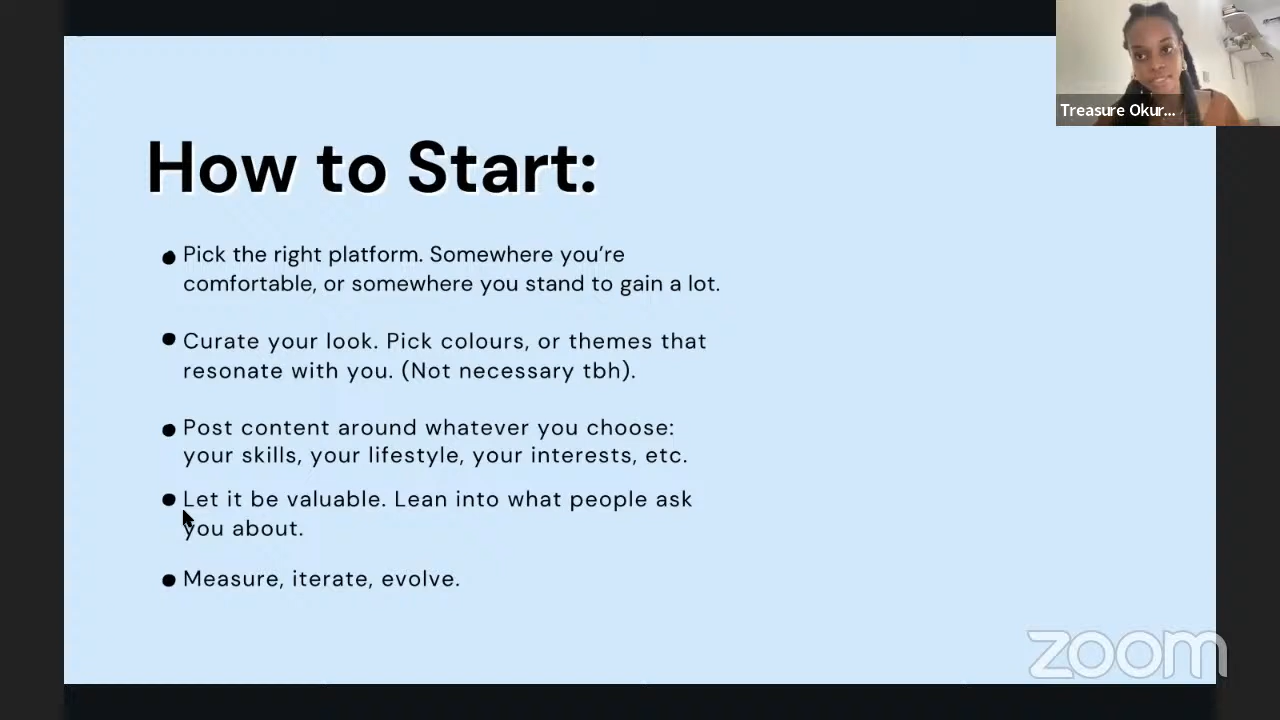 Treasure Okur...
How to Start:
Pick the right platform. Somewhere you’re
comfortable, or somewhere you stand to gain a lot.
Curate your look. Pick colours, or themes that
resonate with you. (Not necessary tbh).
Post content around whatever you choose:
your skills, your lifestyle, your interests, etc.
Let it be valuable. Lean into what people ask
you about.
Measure, iterate, evolve.
zoom